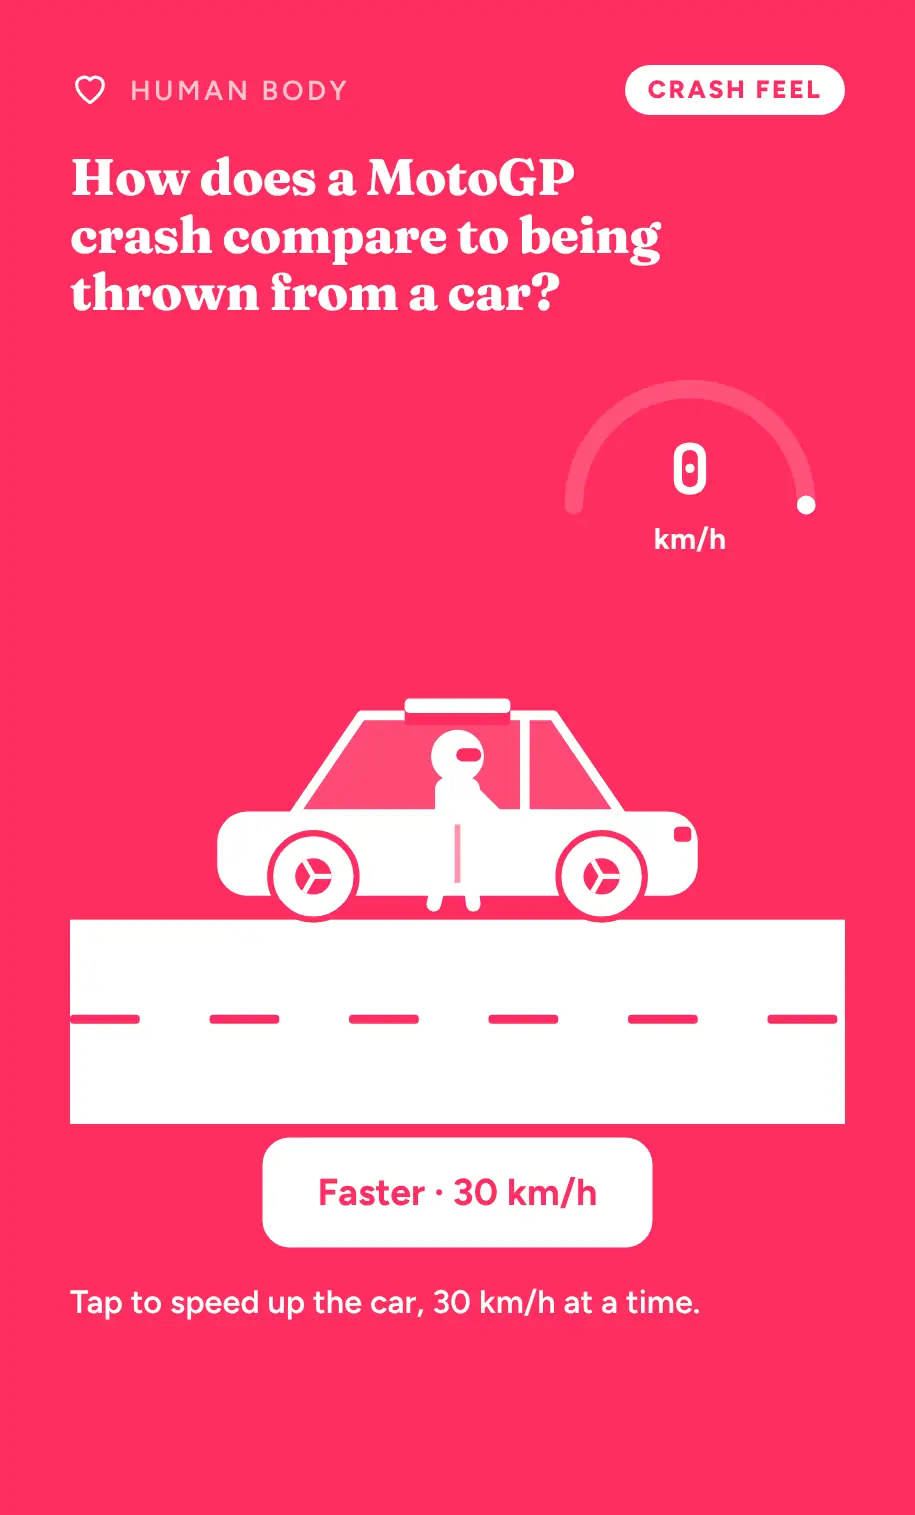 HUMAN BODY
CRASH FEEL
How does a MotoGP
crash compare to being
thrown from a car?
0
km/h
Faster · 30 km/h
Tap to speed up the car, 30 km/h at a time.